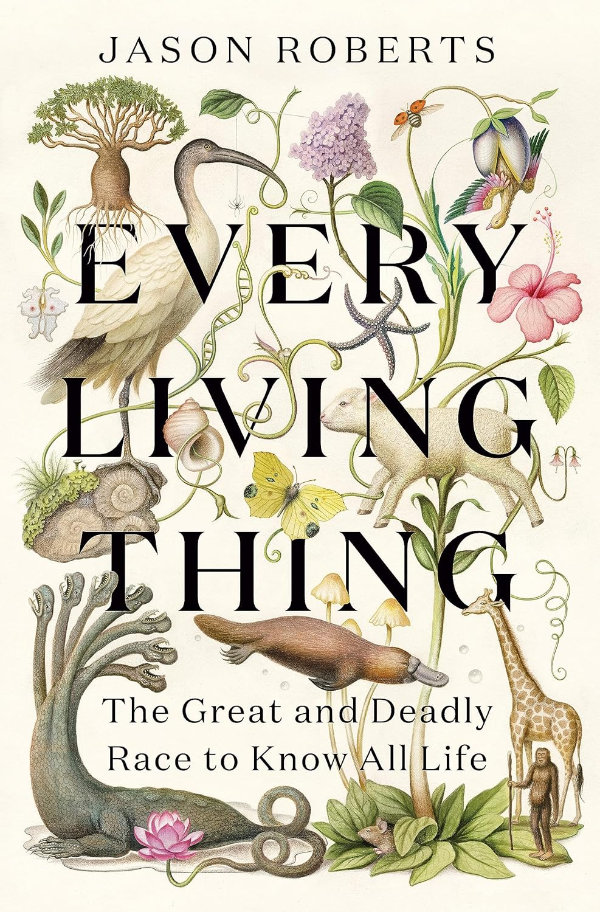 JASON ROBERTS
EVERY
LIVING
THING
The Great and Deadly
Race to Know All Life